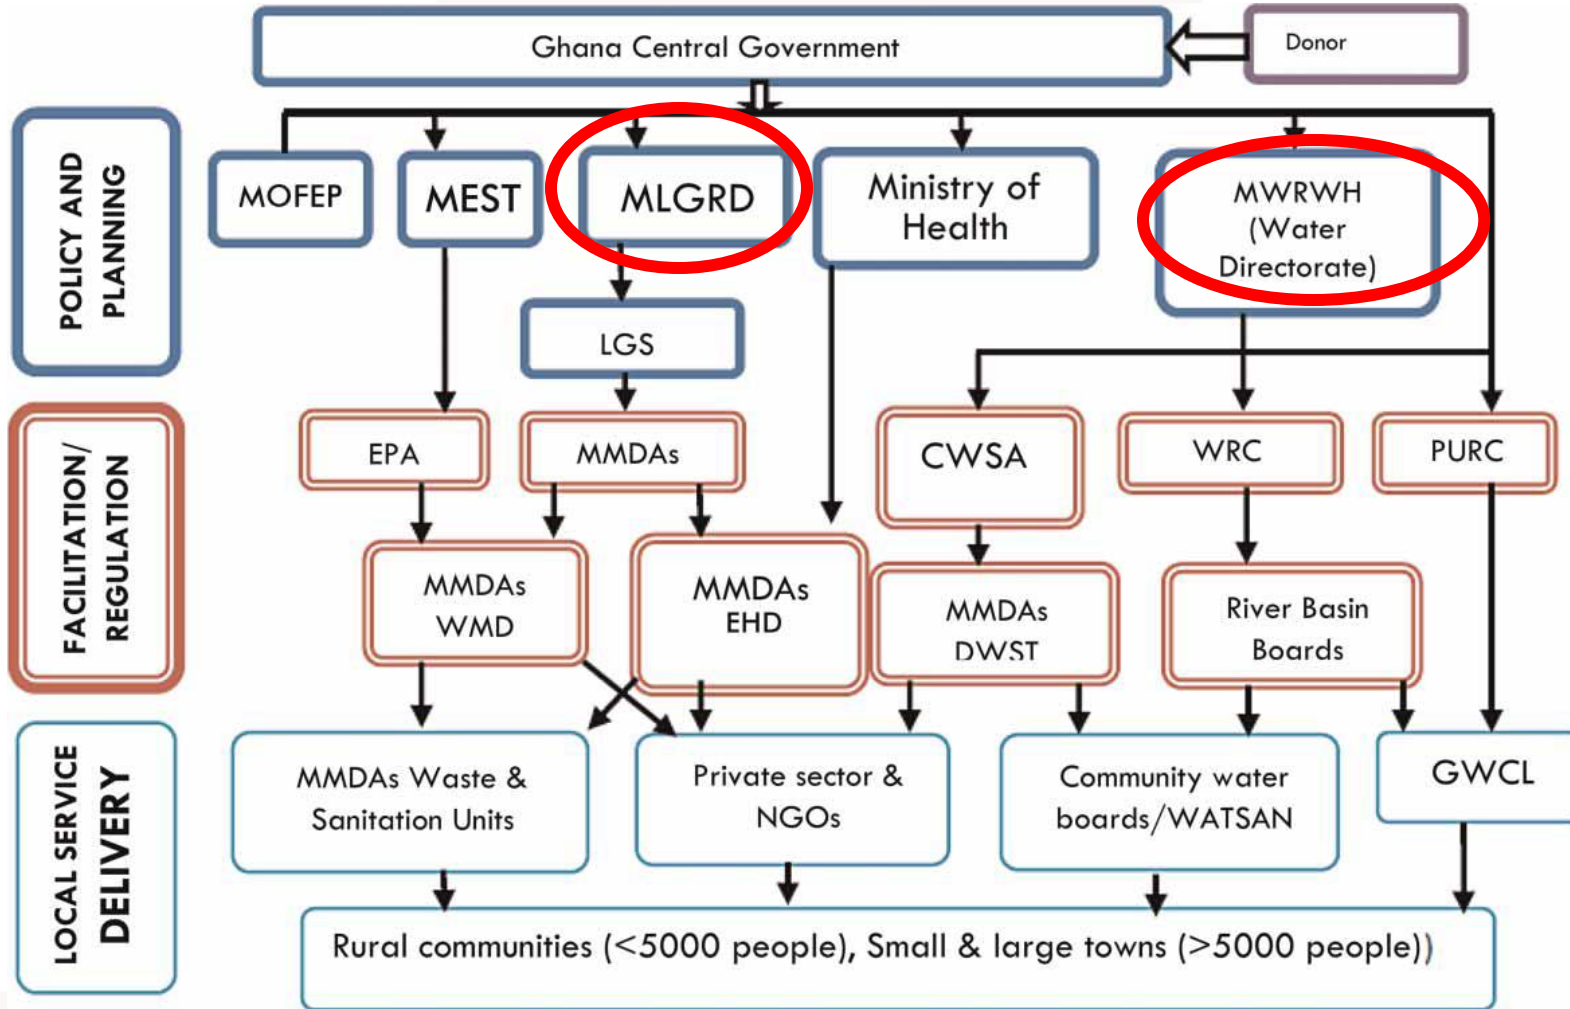 Ghana Central Government
Donor
POLICY AND
PLANNING
MOFEP
MEST
MLGRD
Ministry of
Health
MWRWH
(Water
Directorate)
LGS
FACILITATION/
REGULATION
EPA
MMDAs
CWSA
WRC
PURC
MMDAs
WMD
MMDAs
EHD
MMDAs
DWST
River Basin
Boards
LOCAL SERVICE
DELIVERY
MMDAs Waste &
Sanitation Units
Private sector &
NGOs
Community water
boards/WATSAN
GWCL
Rural communities (<5000 people), Small & large towns (>5000 people))